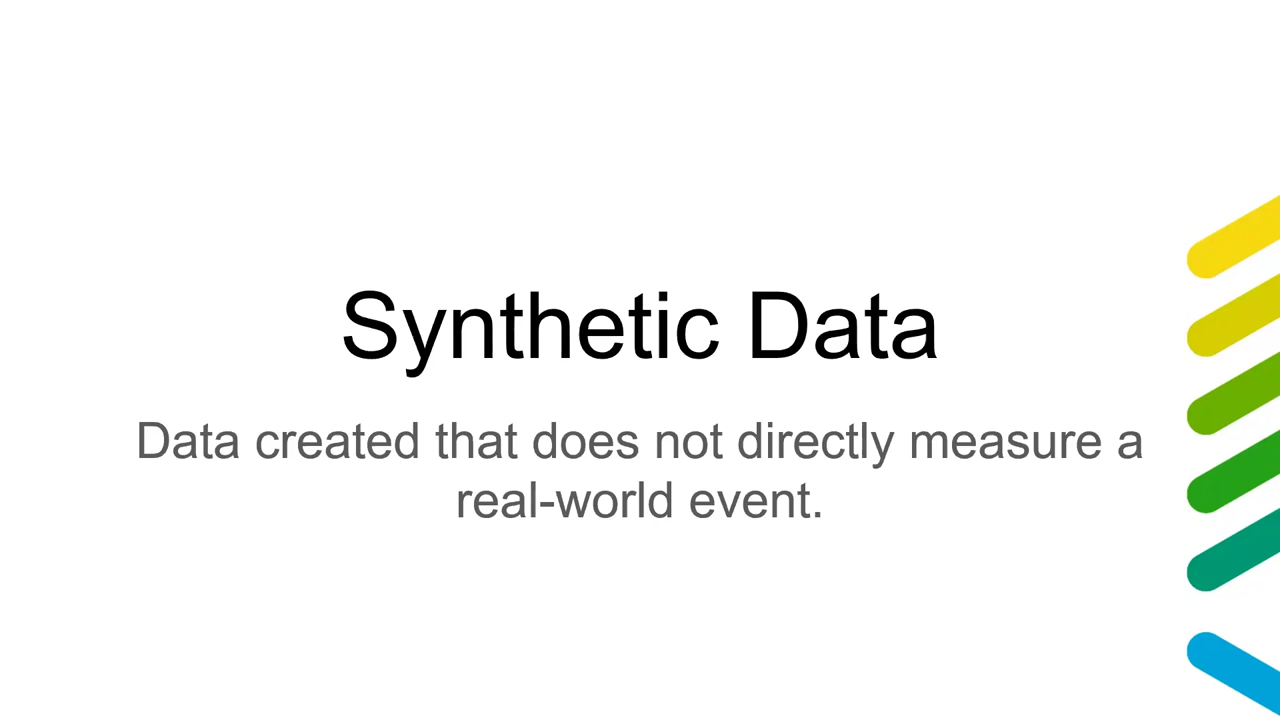 Synthetic Data
Data created that does not directly measure a
real-world event.